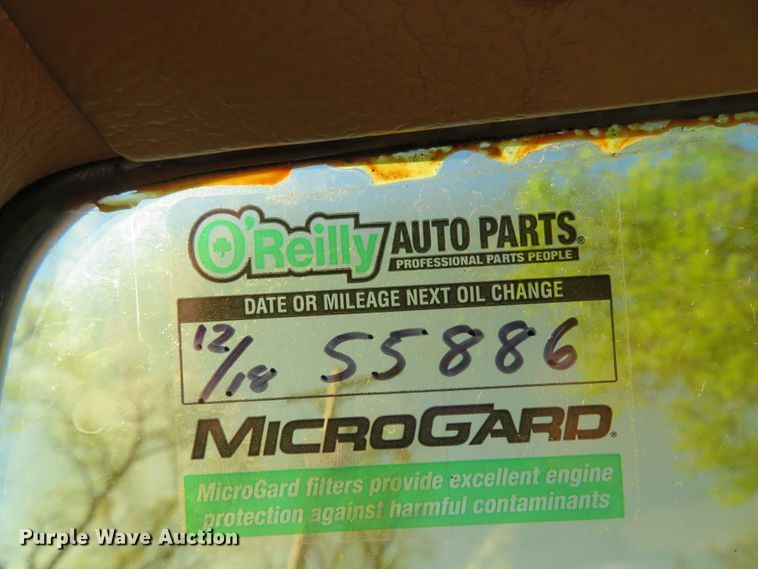 O'Reilly AUTO PARTS®
PROFESSIONAL PARTS PEOPLE
DATE OR MILEAGE NEXT OIL CHANGE
12/18 55886
MICROGARD®
MicroGard filters provide excellent engine
protection against harmful contaminants
Purple Wave Auction®